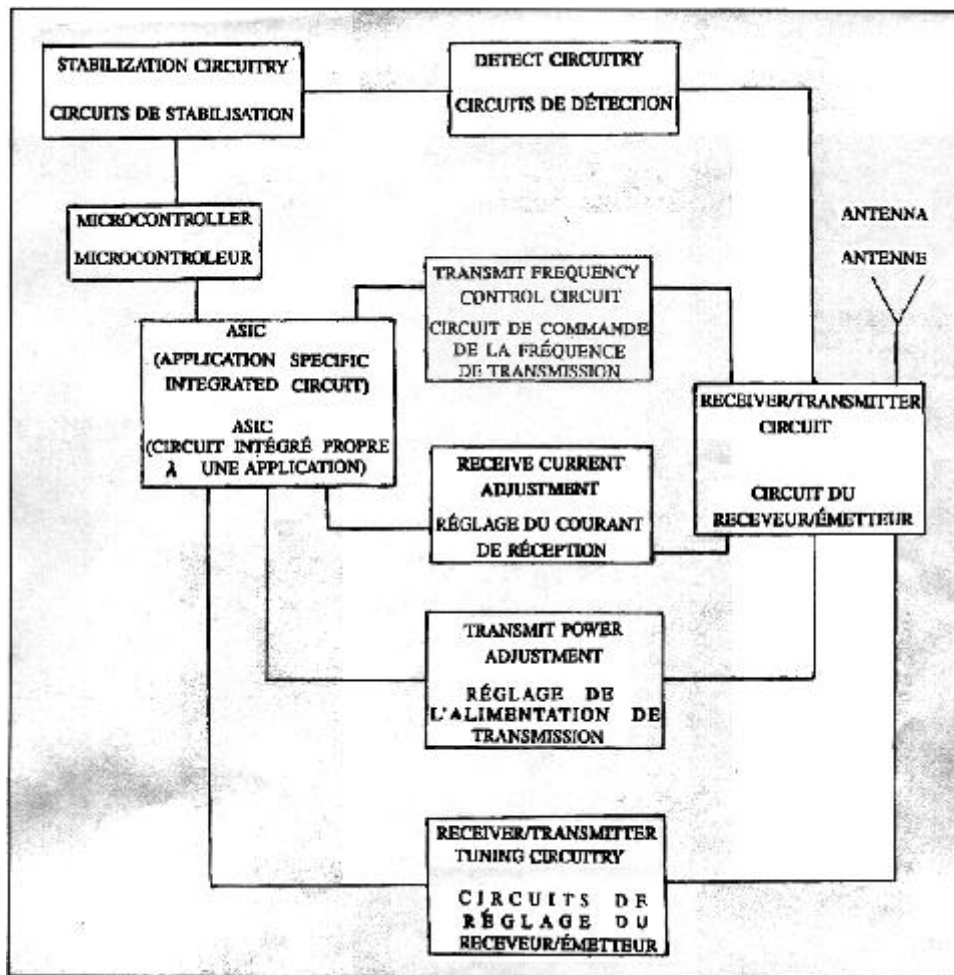 STABILIZATION CIRCUITRY
CIRCUITS DE STABILISATION
DETECT CIRCUITRY
CIRCUITS DE DÉTECTION
MICROCONTROLLER
MICROCONTROLEUR
ANTENNA
ANTENNE
TRANSMIT FREQUENCY
CONTROL CIRCUIT
CIRCUIT DE COMMANDE
DE LA FRÉQUENCE
DE TRANSMISSION
ASIC
(APPLICATION SPECIFIC
INTEGRATED CIRCUIT)
ASIC
(CIRCUIT INTÉGRÉ PROPRE
λ UNE APPLICATION)
RECEIVER/TRANSMITTER
CIRCUIT
CIRCUIT DU
RECEVEUR/ÉMETTEUR
RECEIVE CURRENT
ADJUSTMENT
RÉGLAGE DU COURANT
DE RÉCEPTION
TRANSMIT POWER
ADJUSTMENT
RÉGLAGE DE
L'ALIMENTATION DE
TRANSMISSION
RECEIVER/TRANSMITTER
TUNING CIRCUITRY
CIRCUITS DE
RÉGLAGE DU
RECEVEUR/ÉMETTEUR